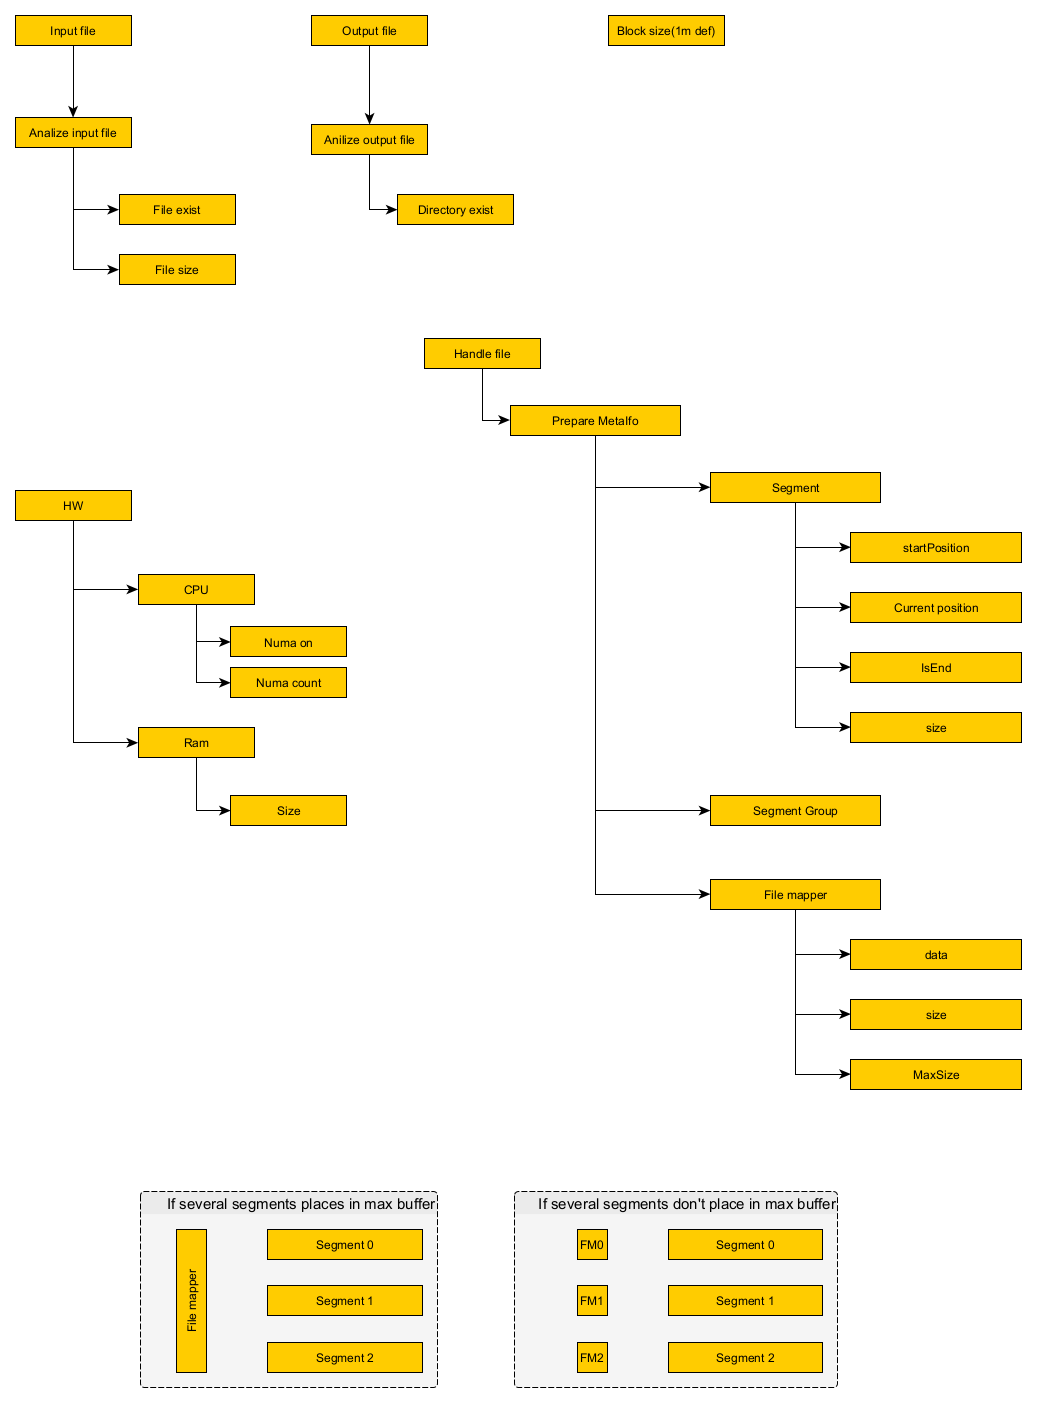 Input file
Output file
Block size(1m def)
Analize input file
Anilize output file
File exist
Directory exist
File size
Handle file
Prepare MetaIfo
Segment
HW
startPosition
CPU
Current position
Numa on
IsEnd
Numa count
size
Ram
Size
Segment Group
File mapper
data
size
MaxSize
If several segments places in max buffer
File mapper
Segment 0
Segment 1
Segment 2
If several segments don't place in max buffer
FM0
Segment 0
FM1
Segment 1
FM2
Segment 2